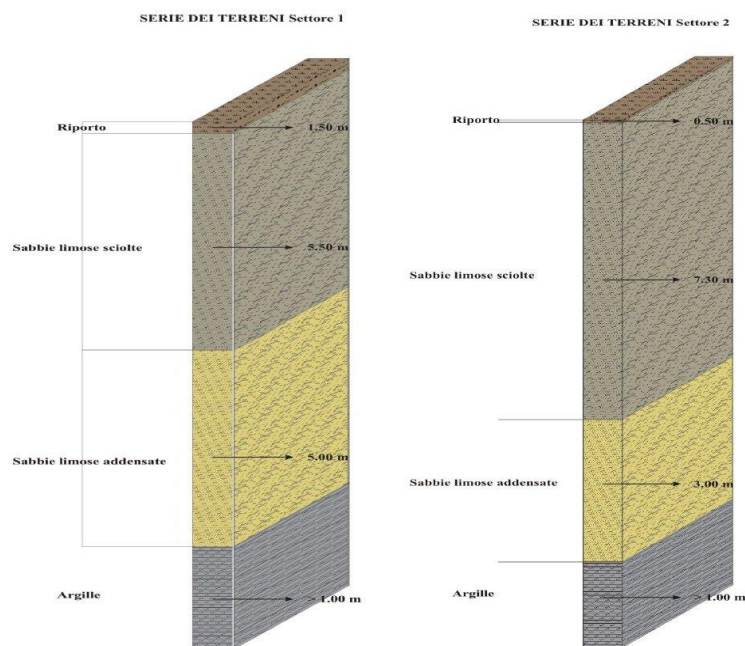 SERIE DEI TERRENI Settore 1
Riporto
1.50 m
Sabbie limose sciolte
5.50 m
Sabbie limose addensate
5.00 m
Argille
> 1.00 m
SERIE DEI TERRENI Settore 2
Riporto
0.50 m
Sabbie limose sciolte
7.30 m
Sabbie limose addensate
3,00 m
Argille
>1.00 m